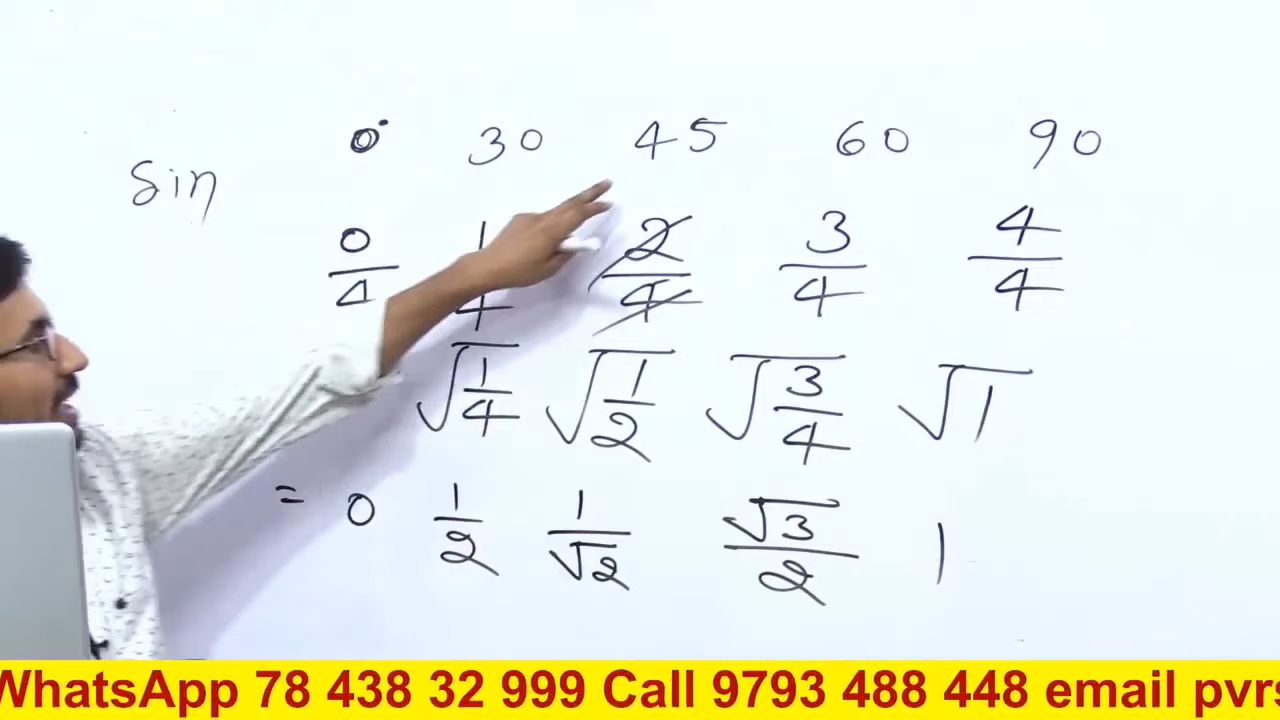 0° 30 45 60 90
Sin
0/4 1/4 2/4 3/4 4/4
√1/4 √1/2 √3/4 √1
= 0 1/2 1/√2 √3/2 1
WhatsApp 78 438 32 999 Call 9793 488 448 email pvrs